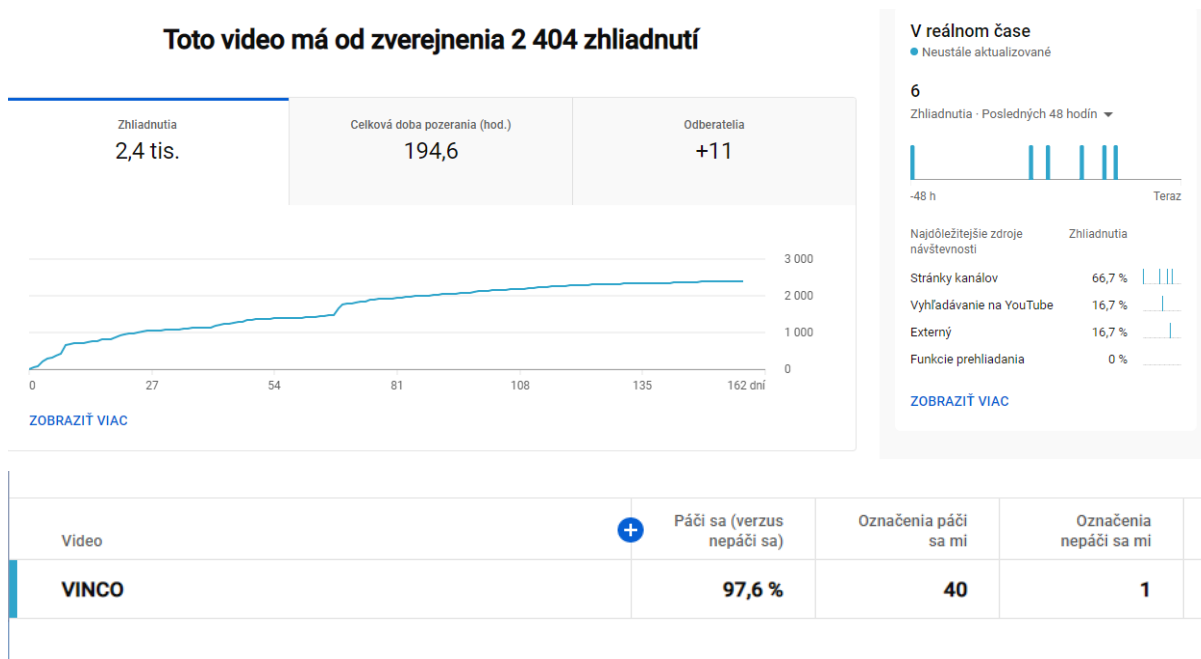 Toto video má od zverejnenia 2 404 zhliadnutí
Zhliadnutia
2,4 tis.
Celková doba pozerania (hod.)
194,6
Odberatelia
+11
3 000
2 000
1 000
0
0 27 54 81 108 135 162 dní
ZOBRAZIŤ VIAC
V reálnom čase
Neustále aktualizované
6
Zhliadnutia · Posledných 48 hodín
-48 h Teraz
Najdôležitejšie zdroje
návštevnosti
Zhliadnutia
Stránky kanálov 66,7 %
Vyhľadávanie na YouTube 16,7 %
Externý 16,7 %
Funkcie prehliadania 0 %
ZOBRAZIŤ VIAC
Video
Páči sa (verzus
nepáči sa)
Označenia páči
sa mi
Označenia
nepáči sa mi
VINCO 97,6 % 40 1